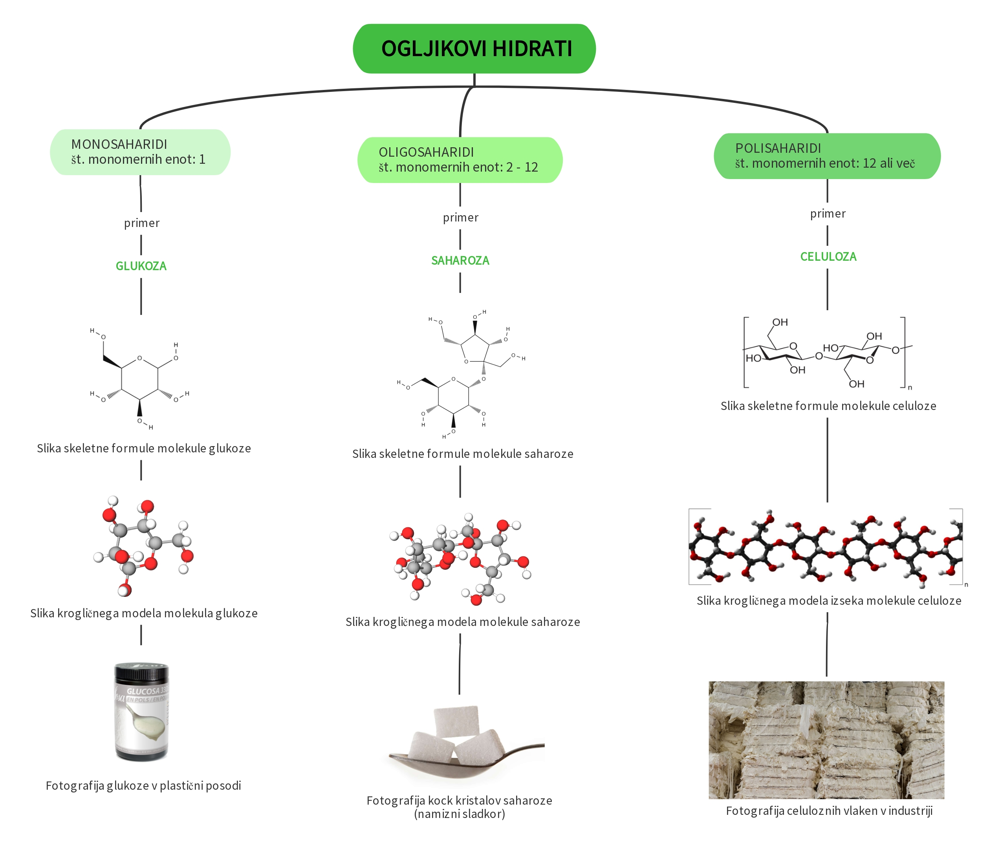 OGLJIKOVI HIDRATI
MONOSAHARIDI
št. monomernih enot: 1
OLIGOSAHARIDI
št. monomernih enot: 2 - 12
POLISAHARIDI
št. monomernih enot: 12 ali več
primer
primer
primer
GLUKOZA
SAHAROZA
CELULOZA
H O
O
H
O
H O
O H
O
H
Slika skeletne formule molekule glukoze
H O
O H
H
O
O
O H
O
H O
O
O
H
O
H
H O
Slika skeletne formule molekule saharoze
OH
OH
O
HO
O
HO
O
O
OH
OH
n
Slika skeletne formule molekule celuloze
Slika krogličnega modela molekula glukoze
Slika krogličnega modela molekule saharoze
n
Slika krogličnega modela izseka molekule celuloze
GLUCOSA
EN POLS / EN
Fotografija glukoze v plastični posodi
Fotografija kock kristalov saharoze
(namizni sladkor)
Fotografija celuloznih vlaken v industriji